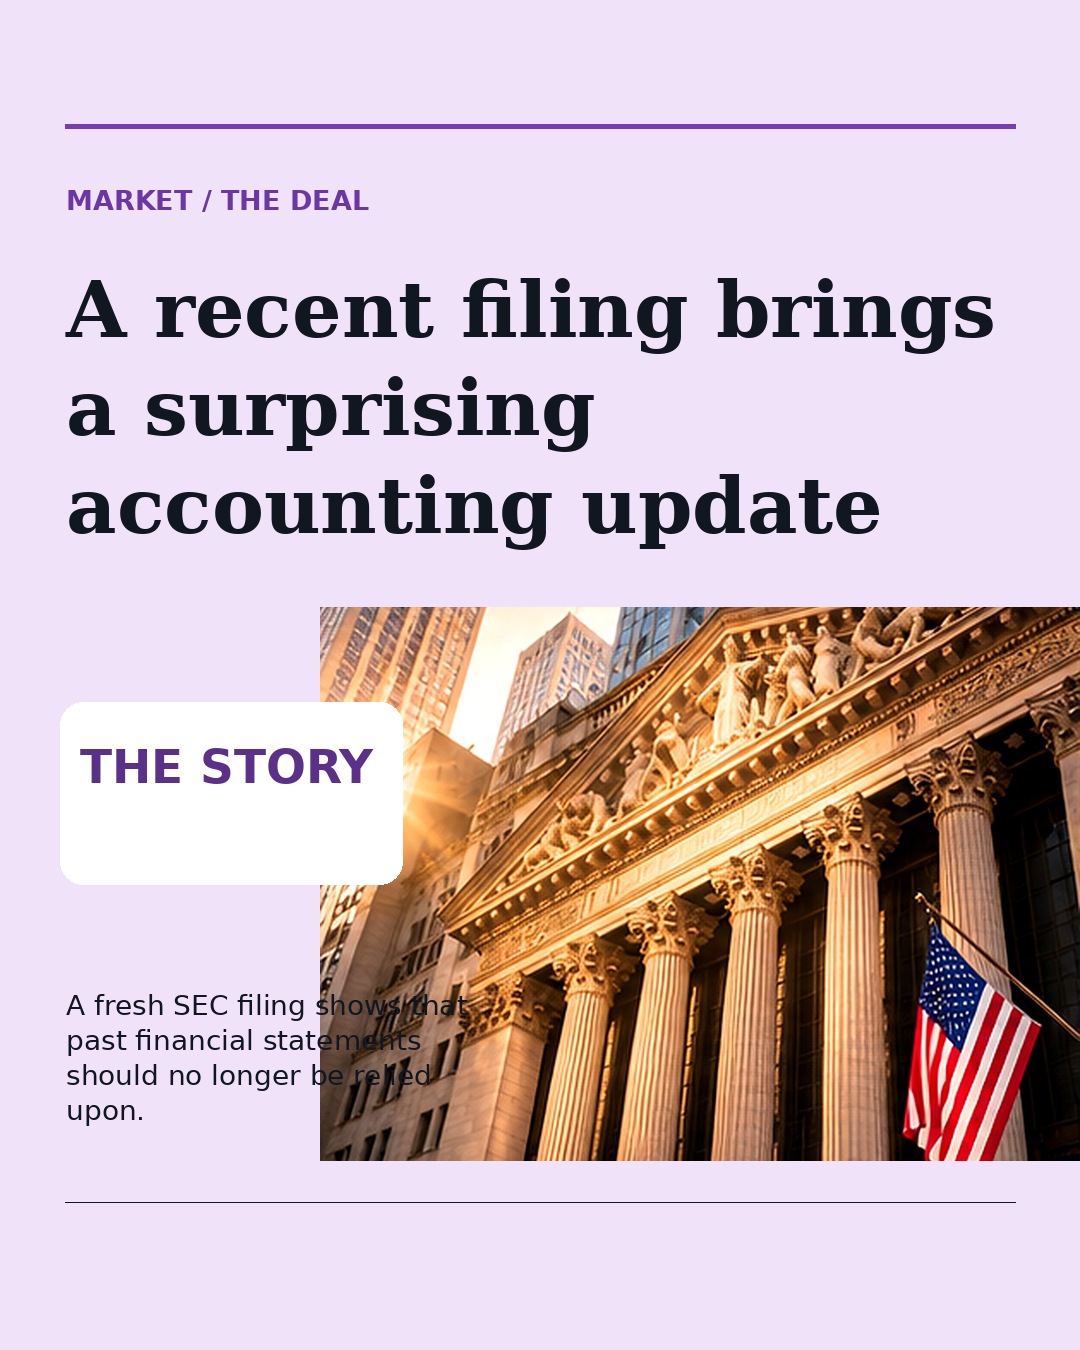 MARKET / THE DEAL
A recent filing brings
a surprising
accounting update
THE STORY
A fresh SEC filing shows that
past financial statements
should no longer be relied
upon.